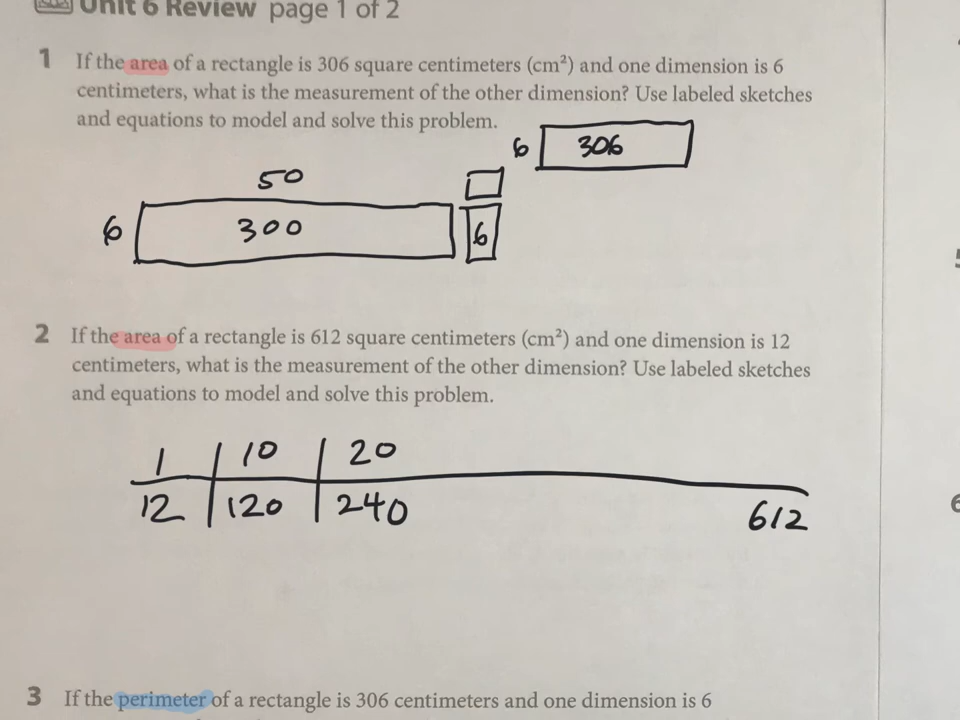 Unit 6 Review page 1 of 2
1 If the area of a rectangle is 306 square centimeters (cm²) and one dimension is 6
centimeters, what is the measurement of the other dimension? Use labeled sketches
and equations to model and solve this problem.
6 306
50
6 300 6
2 If the area of a rectangle is 612 square centimeters (cm²) and one dimension is 12
centimeters, what is the measurement of the other dimension? Use labeled sketches
and equations to model and solve this problem.
1 10 20
12 120 240 612
3 If the perimeter of a rectangle is 306 centimeters and one dimension is 6